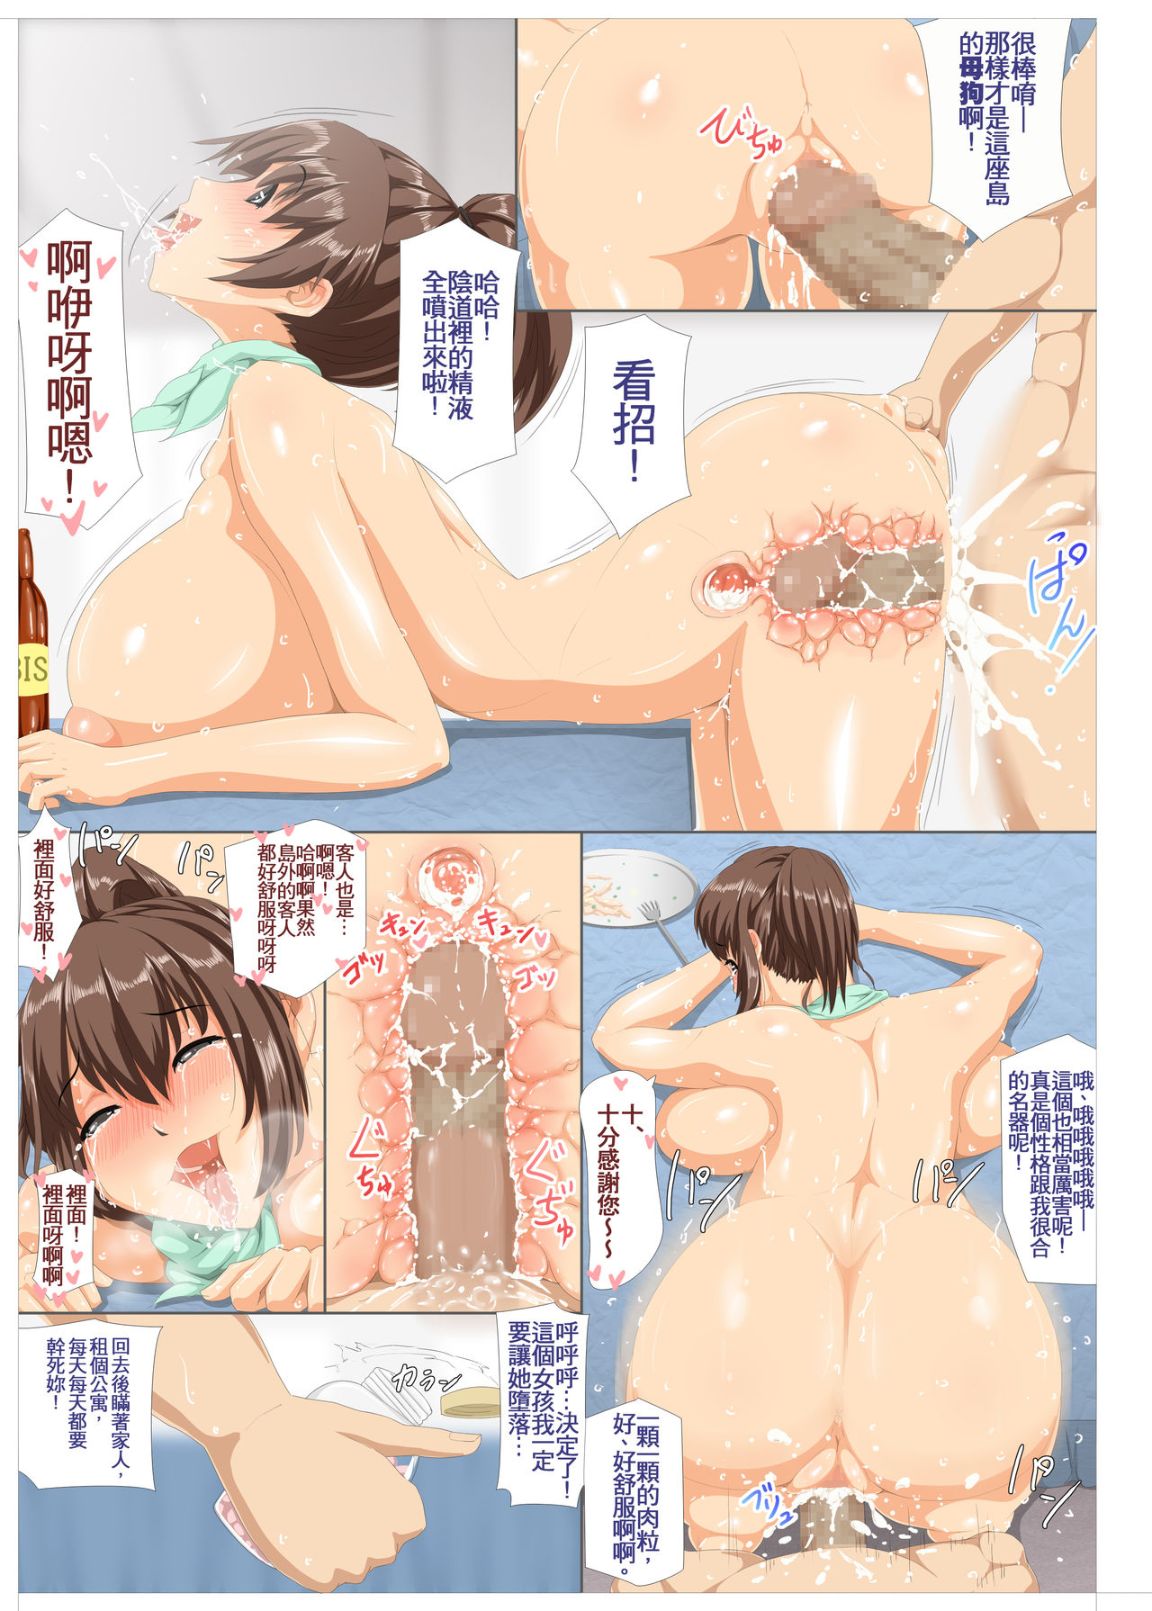 很棒唷—
那樣才是這座島
的母狗啊！
びちゅ
看招！
哈哈！
陰道裡的精液
全噴出來啦！
啊咿呀啊嗯！
ぱん！
BIS
哦、哦哦哦哦哦—
這個也相當厲害呢！
真是個性格跟我很合
的名器呢！
十、
十分感謝您～～
パン
パン
パン
ブリュ
一顆一顆的肉粒，
好、好舒服啊啊。
キュン
キュン
ゴッ
ゴッ
ぐちゅ
ぐぢゅ
客人也是…
啊嗯！
哈啊啊果然
島外的客人
都好舒服呀呀呀
パン
パン
裡面好舒服！
裡面！
裡面呀啊啊
呼呼呼…決定了！
這個女孩我一定
要讓她墮落…
カラン
回去後瞞著家人，
租個公寓，
每天每天都要
幹死妳！